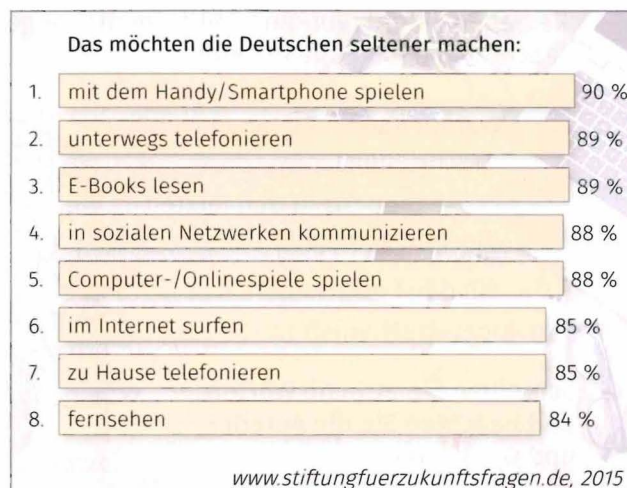 Das möchten die Deutschen seltener machen:
1. mit dem Handy/Smartphone spielen 90 %
2. unterwegs telefonieren 89 %
3. E-Books lesen 89 %
4. in sozialen Netzwerken kommunizieren 88 %
5. Computer-/Onlinespiele spielen 88 %
6. im Internet surfen 85 %
7. zu Hause telefonieren 85 %
8. fernsehen 84 %
www.stiftungfuerzukunftsfragen.de, 2015